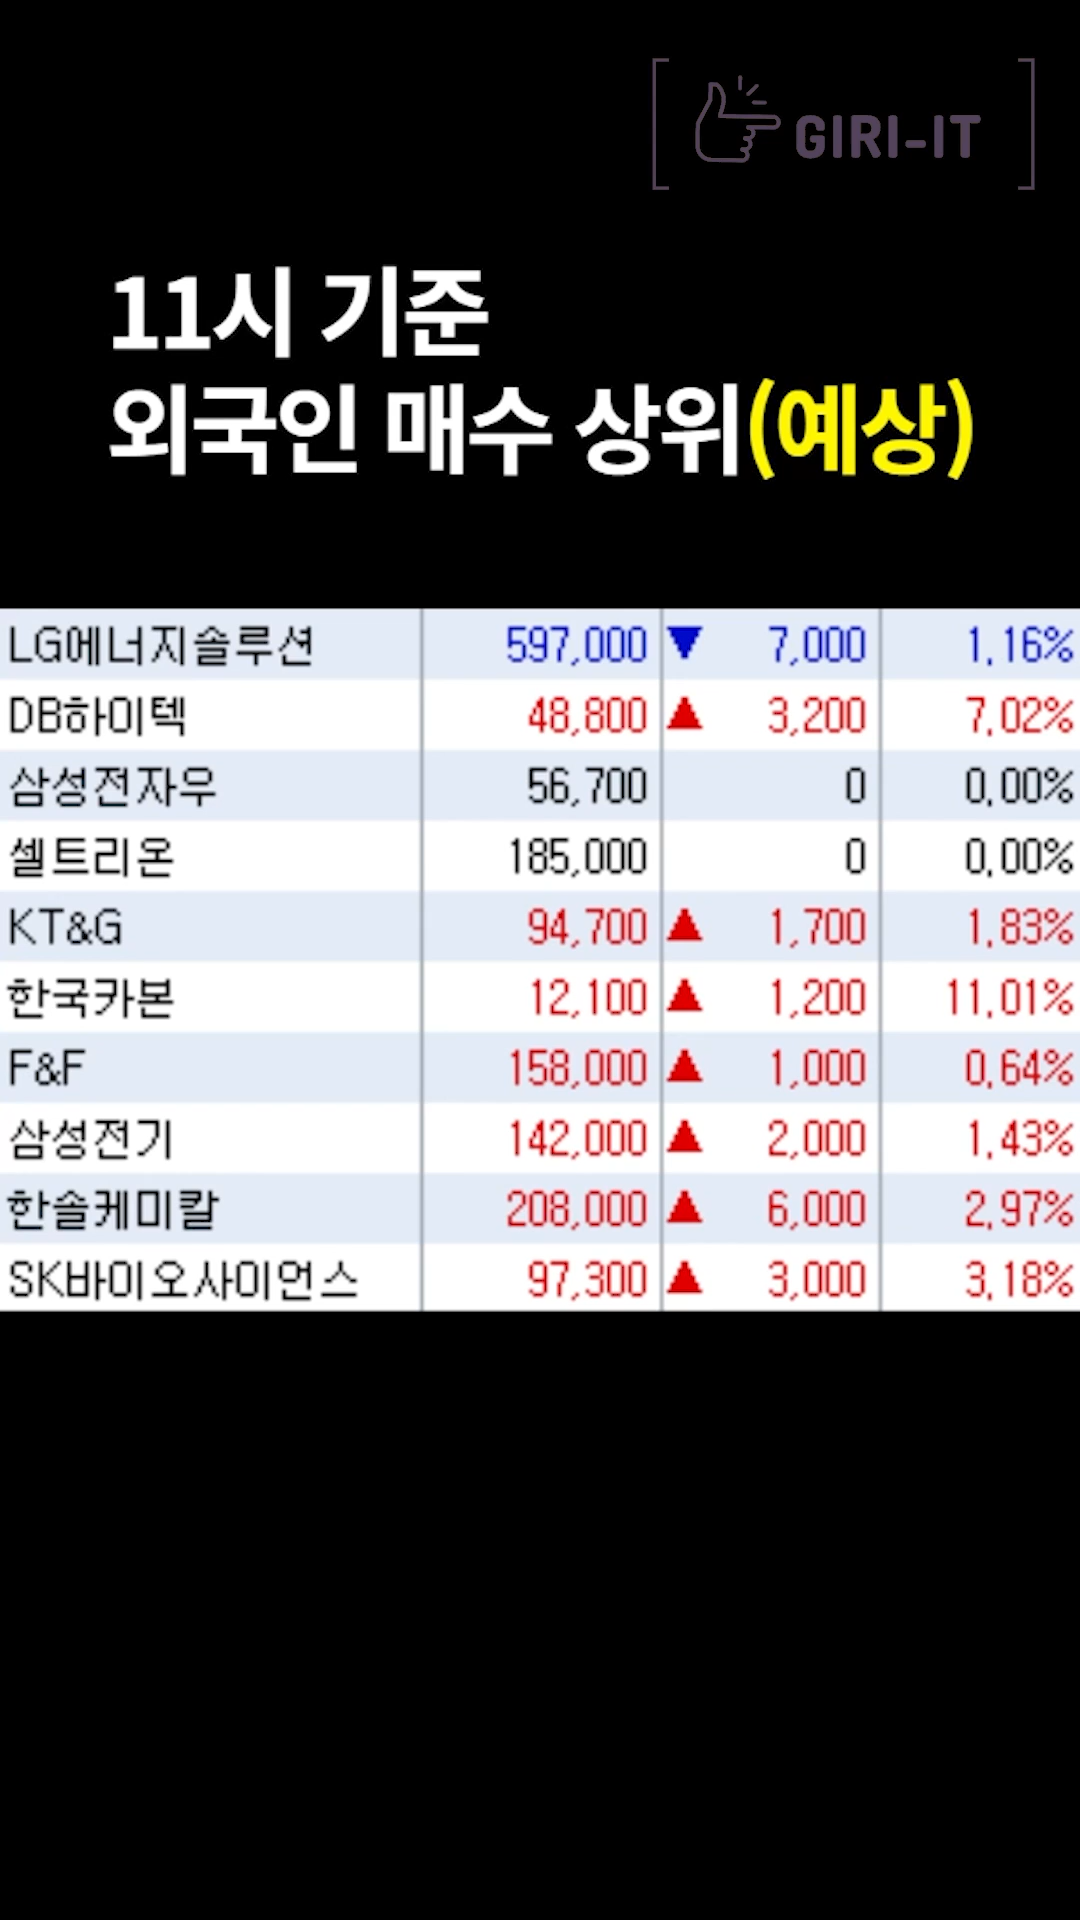 GIRI-IT
11시 기준
외국인 매수 상위(예상)
LG에너지솔루션 597,000 ▼ 7,000 1.16%
DB하이텍 48,800 ▲ 3,200 7.02%
삼성전자우 56,700 0 0.00%
셀트리온 185,000 0 0.00%
KT&G 94,700 ▲ 1,700 1.83%
한국카본 12,100 ▲ 1,200 11.01%
F&F 158,000 ▲ 1,000 0.64%
삼성전기 142,000 ▲ 2,000 1.43%
한솔케미칼 208,000 ▲ 6,000 2.97%
SK바이오사이언스 97,300 ▲ 3,000 3.18%